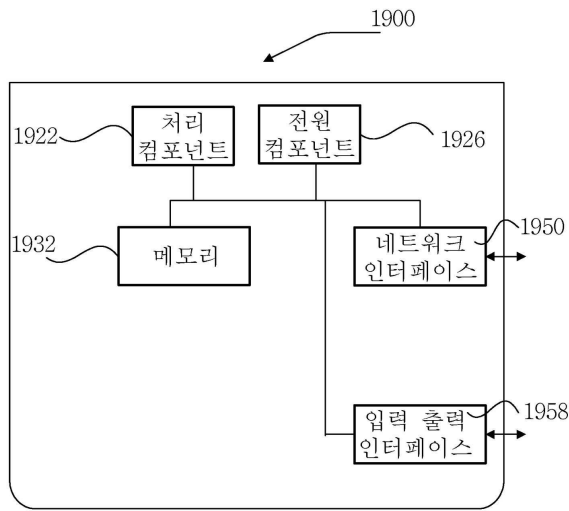 1900
1922
처리
컴포넌트
전원
컴포넌트
1926
1932
메모리
네트워크
인터페이스
1950
입력 출력
인터페이스
1958